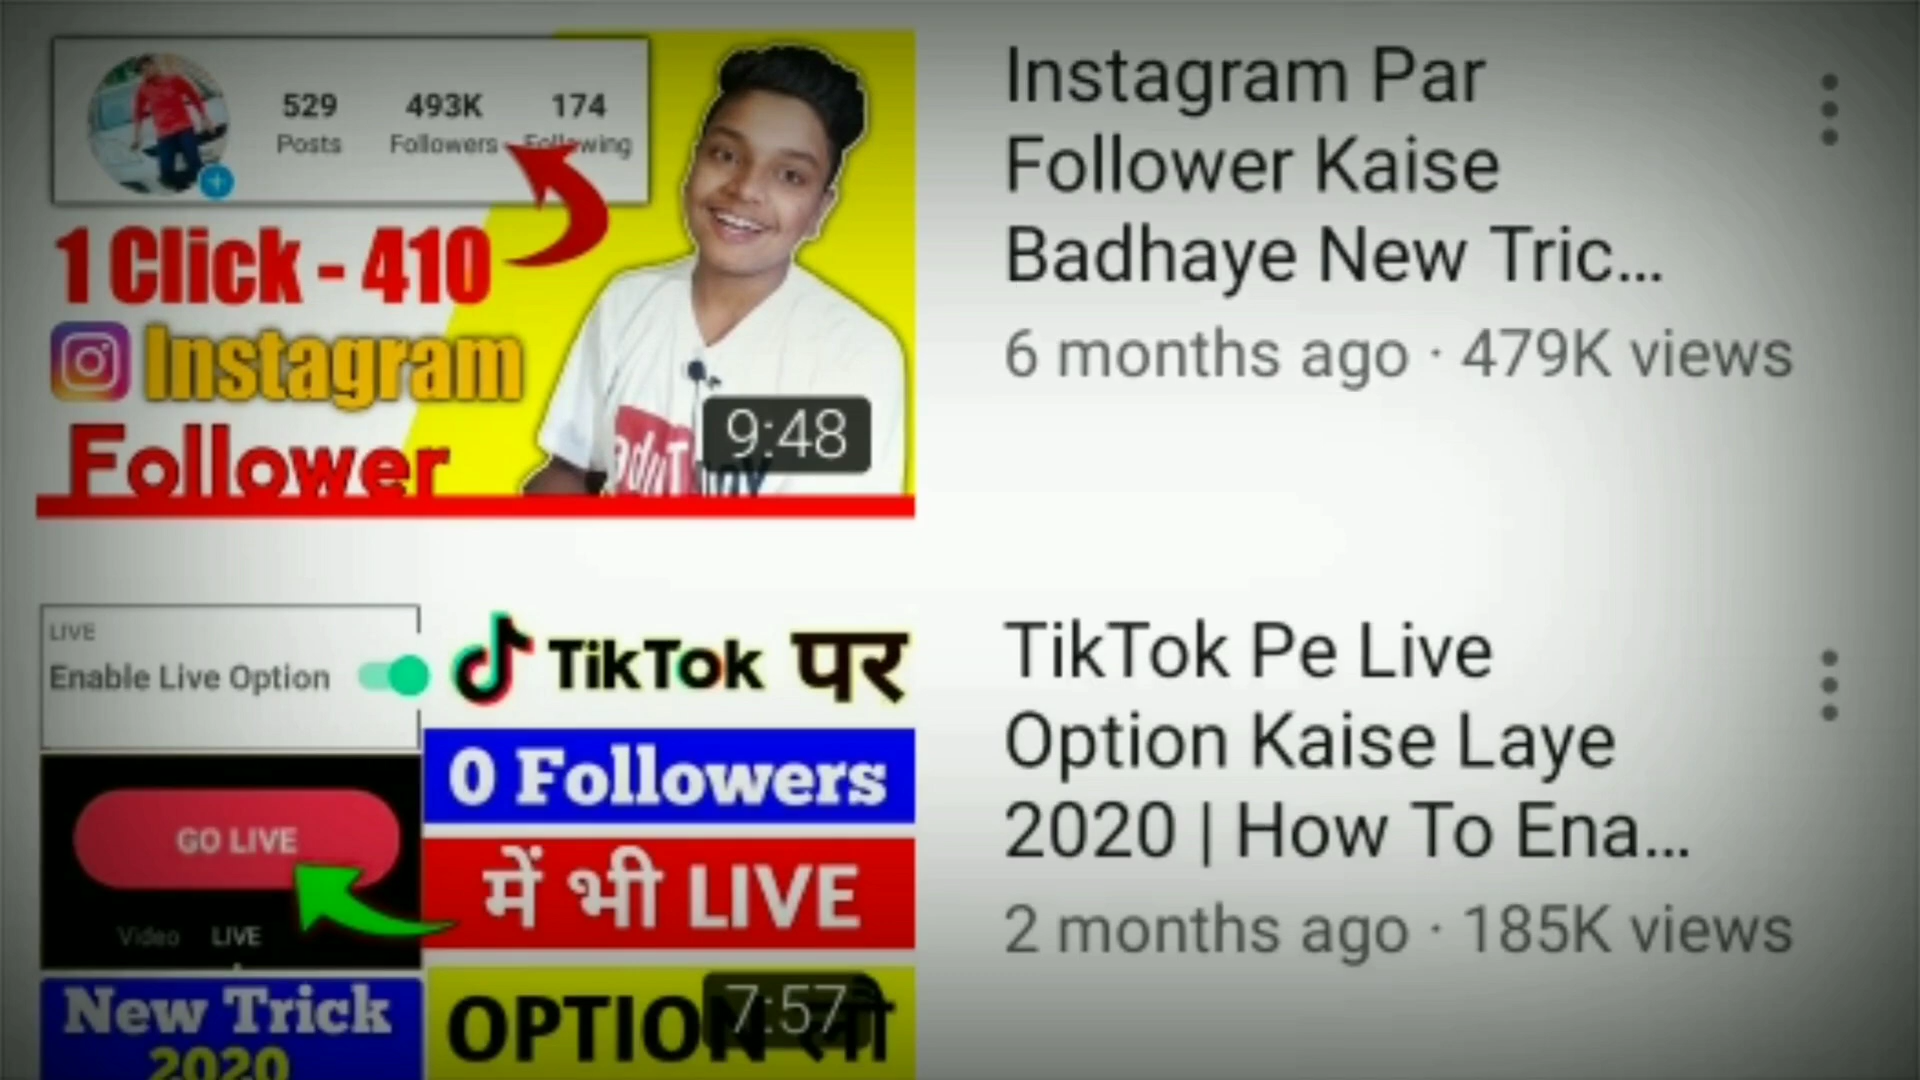 529 493K 174
Posts Followers Following
1 Click - 410
Instagram
Follower
9:48
Instagram Par
Follower Kaise
Badhaye New Tric...
6 months ago · 479K views
LIVE
Enable Live Option
GO LIVE
Video LIVE
New Trick
2020
TikTok पर
0 Followers
में भी LIVE
OPTION
7:57
TikTok Pe Live
Option Kaise Laye
2020 | How To Ena...
2 months ago · 185K views